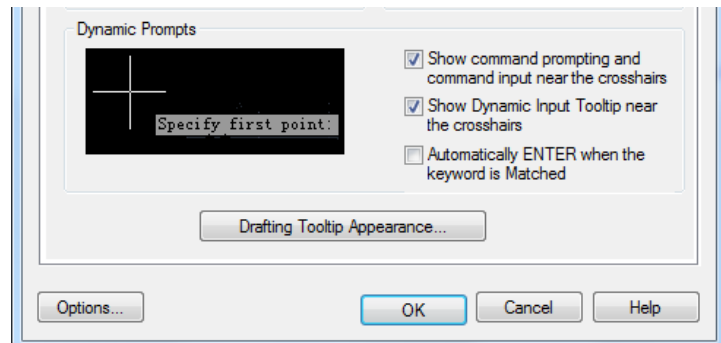 Dynamic Prompts
Specify first point:
Show command prompting and
command input near the crosshairs
Show Dynamic Input Tooltip near
the crosshairs
Automatically ENTER when the
keyword is Matched
Drafting Tooltip Appearance...
Options...
OK
Cancel
Help